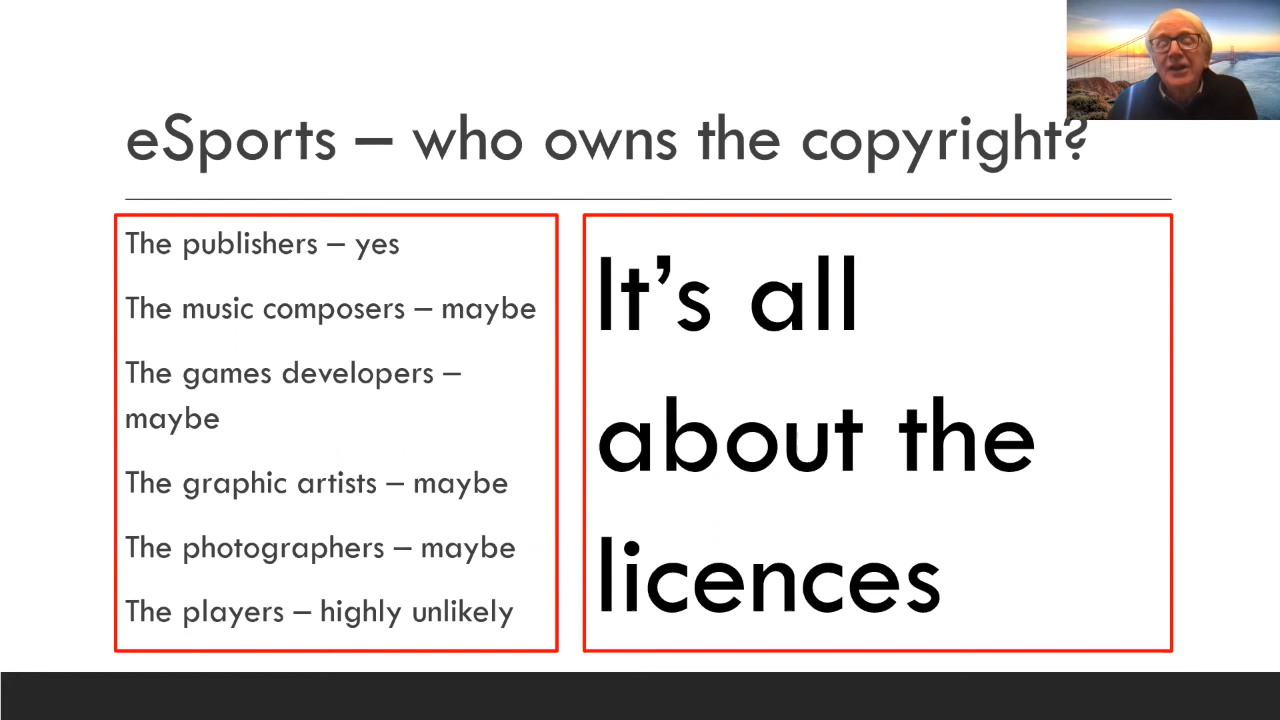 eSports – who owns the copyright?
The publishers – yes
The music composers – maybe
The games developers –
maybe
The graphic artists – maybe
The photographers – maybe
The players – highly unlikely
It’s all
about the
licences